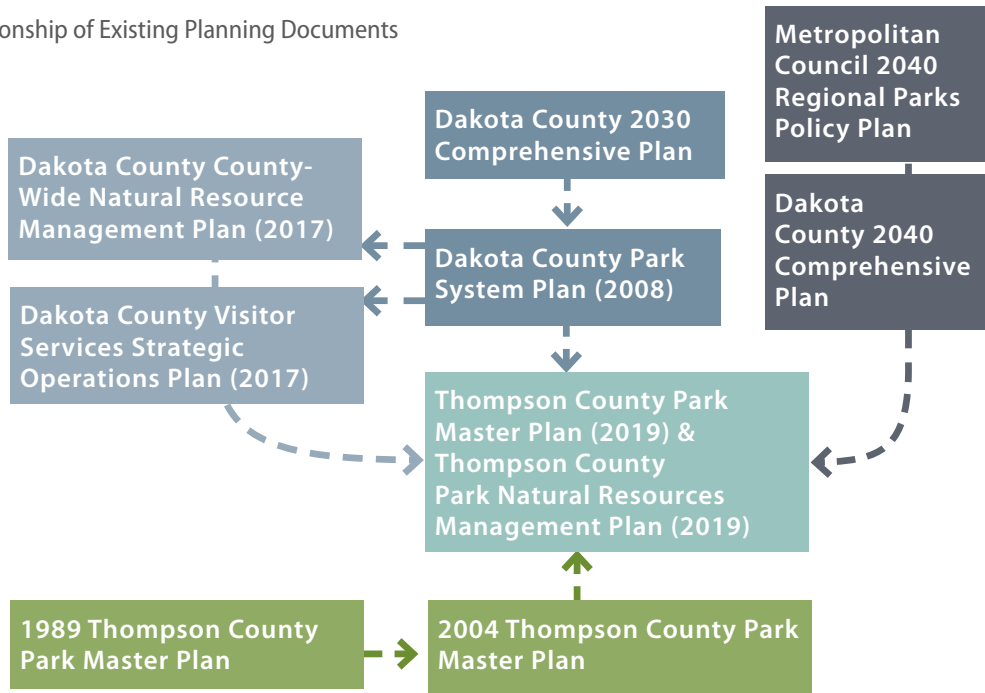 onship of Existing Planning Documents
Metropolitan
Council 2040
Regional Parks
Policy Plan
Dakota County 2030
Comprehensive Plan
Dakota County County-
Wide Natural Resource
Management Plan (2017)
Dakota
County 2040
Comprehensive
Plan
Dakota County Park
System Plan (2008)
Dakota County Visitor
Services Strategic
Operations Plan (2017)
Thompson County Park
Master Plan (2019) &
Thompson County
Park Natural Resources
Management Plan (2019)
1989 Thompson County
Park Master Plan
2004 Thompson County Park
Master Plan